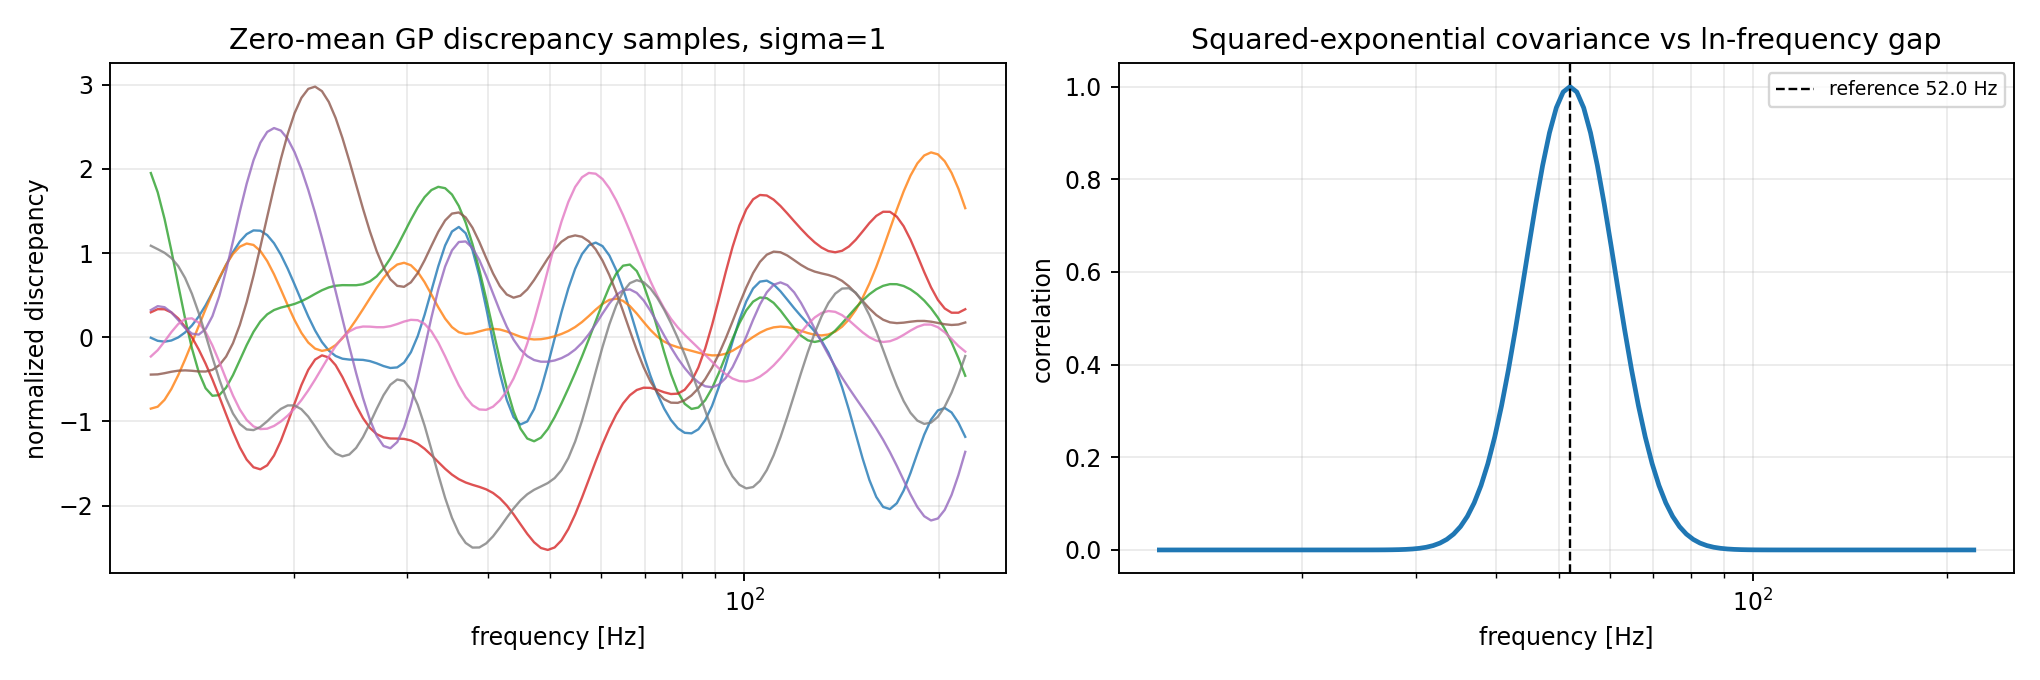 Zero-mean GP discrepancy samples, sigma=1
normalized discrepancy
3
2
1
0
−1
−2
10²
frequency [Hz]
Squared-exponential covariance vs ln-frequency gap
correlation
1.0
0.8
0.6
0.4
0.2
0.0
reference 52.0 Hz
10²
frequency [Hz]